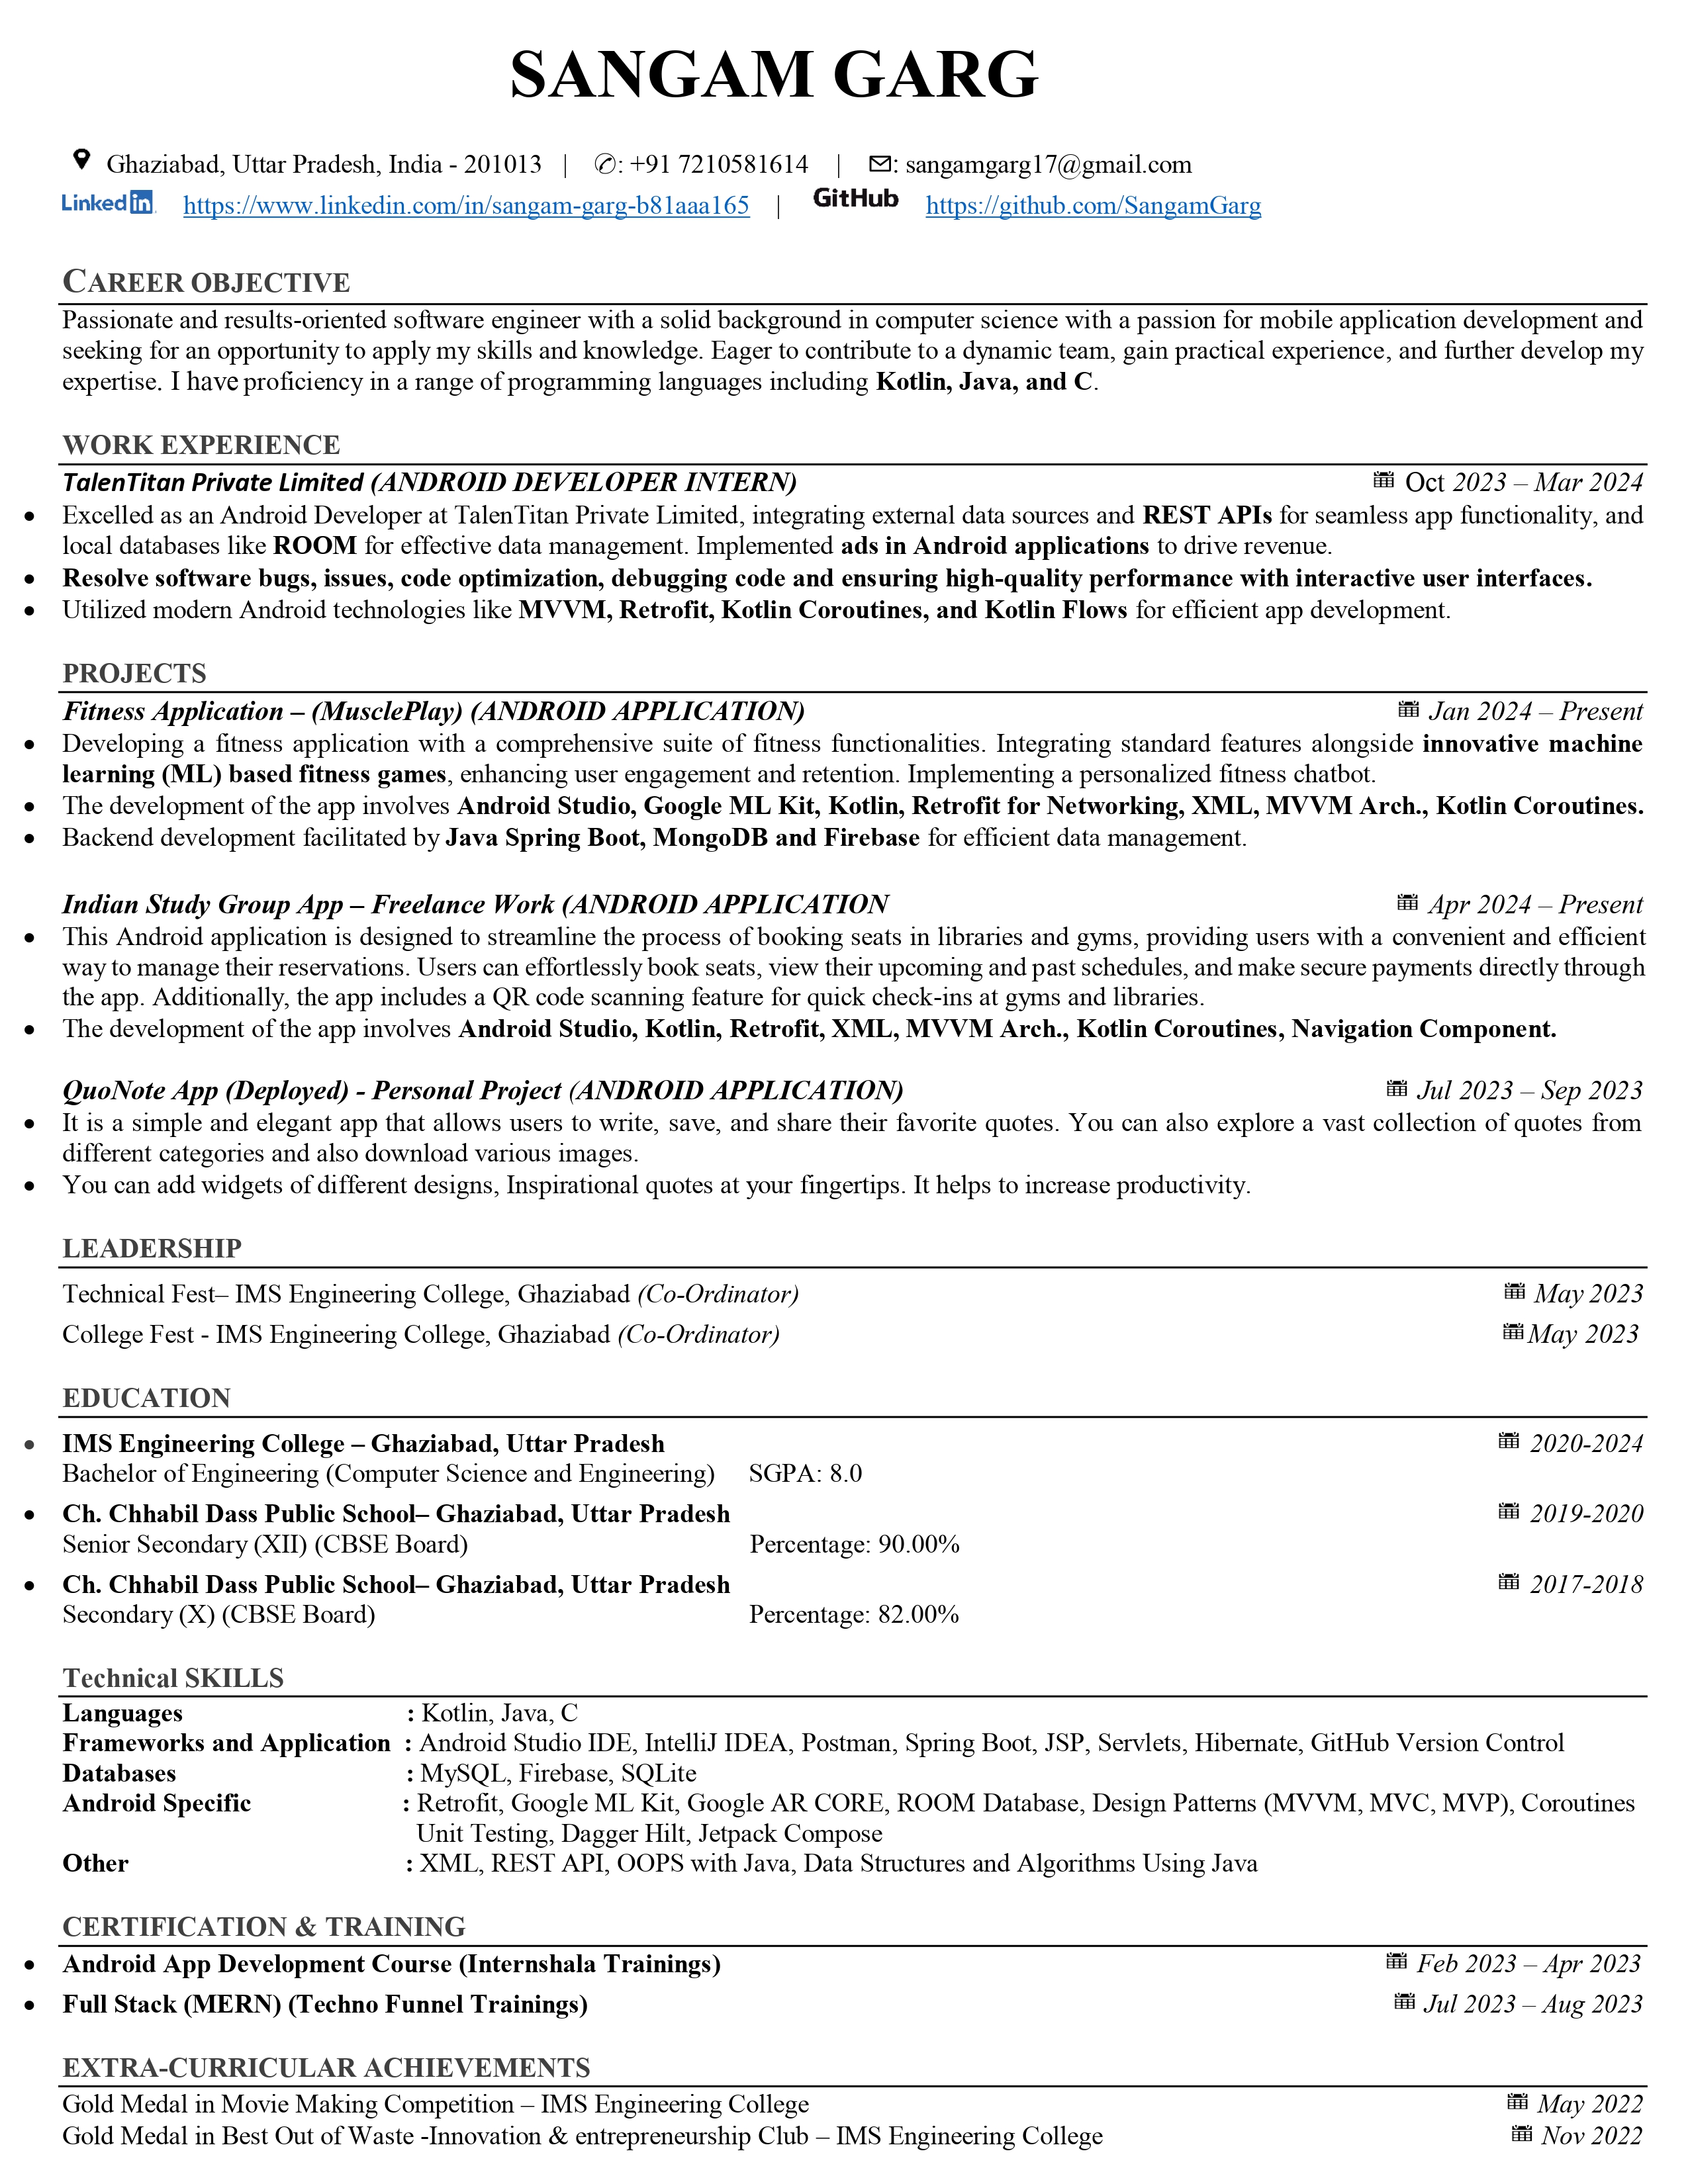 SANGAM GARG
Ghaziabad, Uttar Pradesh, India - 201013 | ✆: +91 7210581614 | ✉: sangamgarg17@gmail.com
LinkedIn https://www.linkedin.com/in/sangam-garg-b81aaa165 | GitHub https://github.com/SangamGarg
CAREER OBJECTIVE
Passionate and results-oriented software engineer with a solid background in computer science with a passion for mobile application development and
seeking for an opportunity to apply my skills and knowledge. Eager to contribute to a dynamic team, gain practical experience, and further develop my
expertise. I have proficiency in a range of programming languages including Kotlin, Java, and C.
WORK EXPERIENCE
TalenTitan Private Limited (ANDROID DEVELOPER INTERN) Oct 2023 – Mar 2024
• Excelled as an Android Developer at TalenTitan Private Limited, integrating external data sources and REST APIs for seamless app functionality, and
local databases like ROOM for effective data management. Implemented ads in Android applications to drive revenue.
• Resolve software bugs, issues, code optimization, debugging code and ensuring high-quality performance with interactive user interfaces.
• Utilized modern Android technologies like MVVM, Retrofit, Kotlin Coroutines, and Kotlin Flows for efficient app development.
PROJECTS
Fitness Application – (MusclePlay) (ANDROID APPLICATION) Jan 2024 – Present
• Developing a fitness application with a comprehensive suite of fitness functionalities. Integrating standard features alongside innovative machine
learning (ML) based fitness games, enhancing user engagement and retention. Implementing a personalized fitness chatbot.
• The development of the app involves Android Studio, Google ML Kit, Kotlin, Retrofit for Networking, XML, MVVM Arch., Kotlin Coroutines.
• Backend development facilitated by Java Spring Boot, MongoDB and Firebase for efficient data management.
Indian Study Group App – Freelance Work (ANDROID APPLICATION Apr 2024 – Present
• This Android application is designed to streamline the process of booking seats in libraries and gyms, providing users with a convenient and efficient
way to manage their reservations. Users can effortlessly book seats, view their upcoming and past schedules, and make secure payments directly through
the app. Additionally, the app includes a QR code scanning feature for quick check-ins at gyms and libraries.
• The development of the app involves Android Studio, Kotlin, Retrofit, XML, MVVM Arch., Kotlin Coroutines, Navigation Component.
QuoNote App (Deployed) - Personal Project (ANDROID APPLICATION) Jul 2023 – Sep 2023
• It is a simple and elegant app that allows users to write, save, and share their favorite quotes. You can also explore a vast collection of quotes from
different categories and also download various images.
• You can add widgets of different designs, Inspirational quotes at your fingertips. It helps to increase productivity.
LEADERSHIP
Technical Fest– IMS Engineering College, Ghaziabad (Co-Ordinator) May 2023
College Fest - IMS Engineering College, Ghaziabad (Co-Ordinator) May 2023
EDUCATION
• IMS Engineering College – Ghaziabad, Uttar Pradesh 2020-2024
Bachelor of Engineering (Computer Science and Engineering) SGPA: 8.0
• Ch. Chhabil Dass Public School– Ghaziabad, Uttar Pradesh 2019-2020
Senior Secondary (XII) (CBSE Board) Percentage: 90.00%
• Ch. Chhabil Dass Public School– Ghaziabad, Uttar Pradesh 2017-2018
Secondary (X) (CBSE Board) Percentage: 82.00%
Technical SKILLS
Languages : Kotlin, Java, C
Frameworks and Application : Android Studio IDE, IntelliJ IDEA, Postman, Spring Boot, JSP, Servlets, Hibernate, GitHub Version Control
Databases : MySQL, Firebase, SQLite
Android Specific : Retrofit, Google ML Kit, Google AR CORE, ROOM Database, Design Patterns (MVVM, MVC, MVP), Coroutines
Unit Testing, Dagger Hilt, Jetpack Compose
Other : XML, REST API, OOPS with Java, Data Structures and Algorithms Using Java
CERTIFICATION & TRAINING
• Android App Development Course (Internshala Trainings) Feb 2023 – Apr 2023
• Full Stack (MERN) (Techno Funnel Trainings) Jul 2023 – Aug 2023
EXTRA-CURRICULAR ACHIEVEMENTS
Gold Medal in Movie Making Competition – IMS Engineering College May 2022
Gold Medal in Best Out of Waste -Innovation & entrepreneurship Club – IMS Engineering College Nov 2022